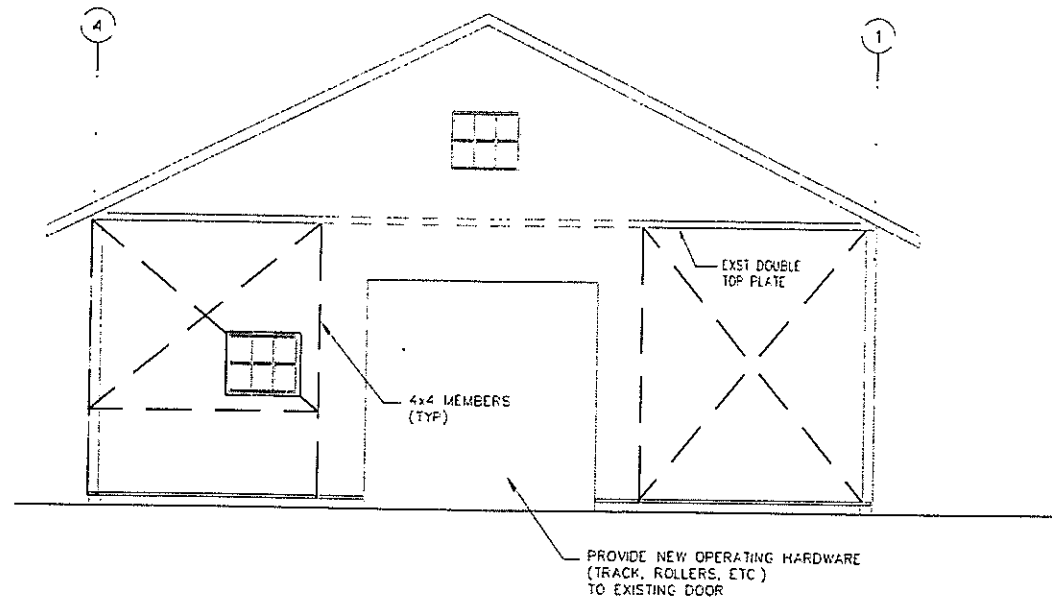 4
1
EXST DOUBLE
TOP PLATE
4x4 MEMBERS
(TYP)
PROVIDE NEW OPERATING HARDWARE
(TRACK, ROLLERS, ETC )
TO EXISTING DOOR